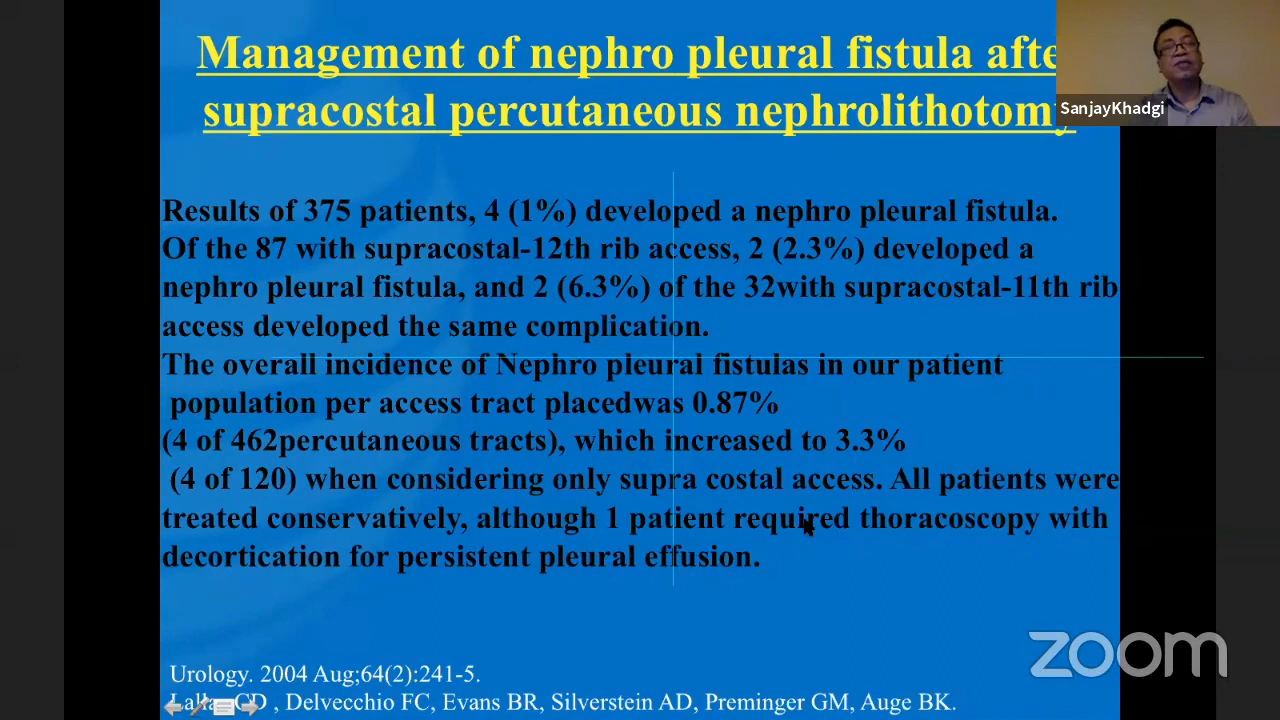 Management of nephro pleural fistula afte
supracostal percutaneous nephrolithotomy
SanjayKhadgi
Results of 375 patients, 4 (1%) developed a nephro pleural fistula.
Of the 87 with supracostal-12th rib access, 2 (2.3%) developed a
nephro pleural fistula, and 2 (6.3%) of the 32with supracostal-11th rib
access developed the same complication.
The overall incidence of Nephro pleural fistulas in our patient
population per access tract placedwas 0.87%
(4 of 462percutaneous tracts), which increased to 3.3%
(4 of 120) when considering only supra costal access. All patients were
treated conservatively, although 1 patient required thoracoscopy with
decortication for persistent pleural effusion.
zoom
Urology. 2004 Aug;64(2):241-5.
CD , Delvecchio FC, Evans BR, Silverstein AD, Preminger GM, Auge BK.